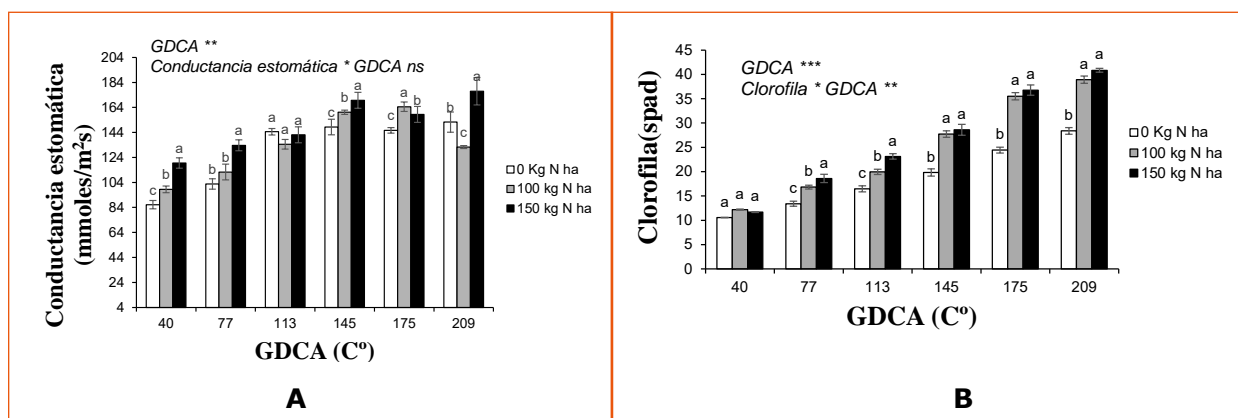 GDCA **
Conductancia estomática * GDCA ns
Conductancia estomática
(mmoles/m²s)
204
184
164
144
124
104
84
64
44
24
4
c b a
b b a
a a a
c b a
c a b
b c a
0 Kg N ha
100 kg N ha
150 kg N ha
40 77 113 145 175 209
GDCA (Cº)
A
GDCA ***
Clorofila * GDCA **
Clorofila(spad)
45
40
35
30
25
20
15
10
5
0
a a a
c b a
c b a
b a a
b a a
b a a
0 Kg N ha
100 kg N ha
150 kg N ha
40 77 113 145 175 209
GDCA (Cº)
B